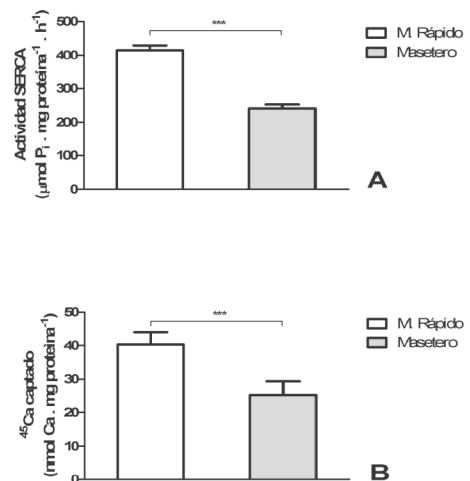 Actividad SERCA
(µmol Pi . mg proteína-1 . h-1)
500
400
300
200
100
0
***
M. Rápido
Masetero
A
45Ca captado
(nmol Ca . mg proteína-1)
50
40
30
20
10
0
***
M. Rápido
Masetero
B